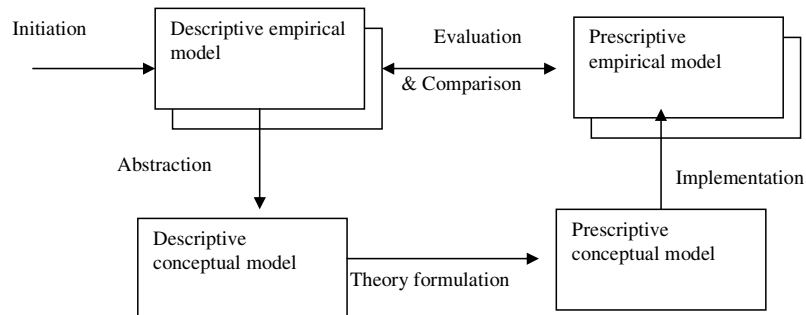 Initiation
Descriptive empirical
model
Evaluation
& Comparison
Prescriptive
empirical model
Abstraction
Implementation
Descriptive
conceptual model
Theory formulation
Prescriptive
conceptual model